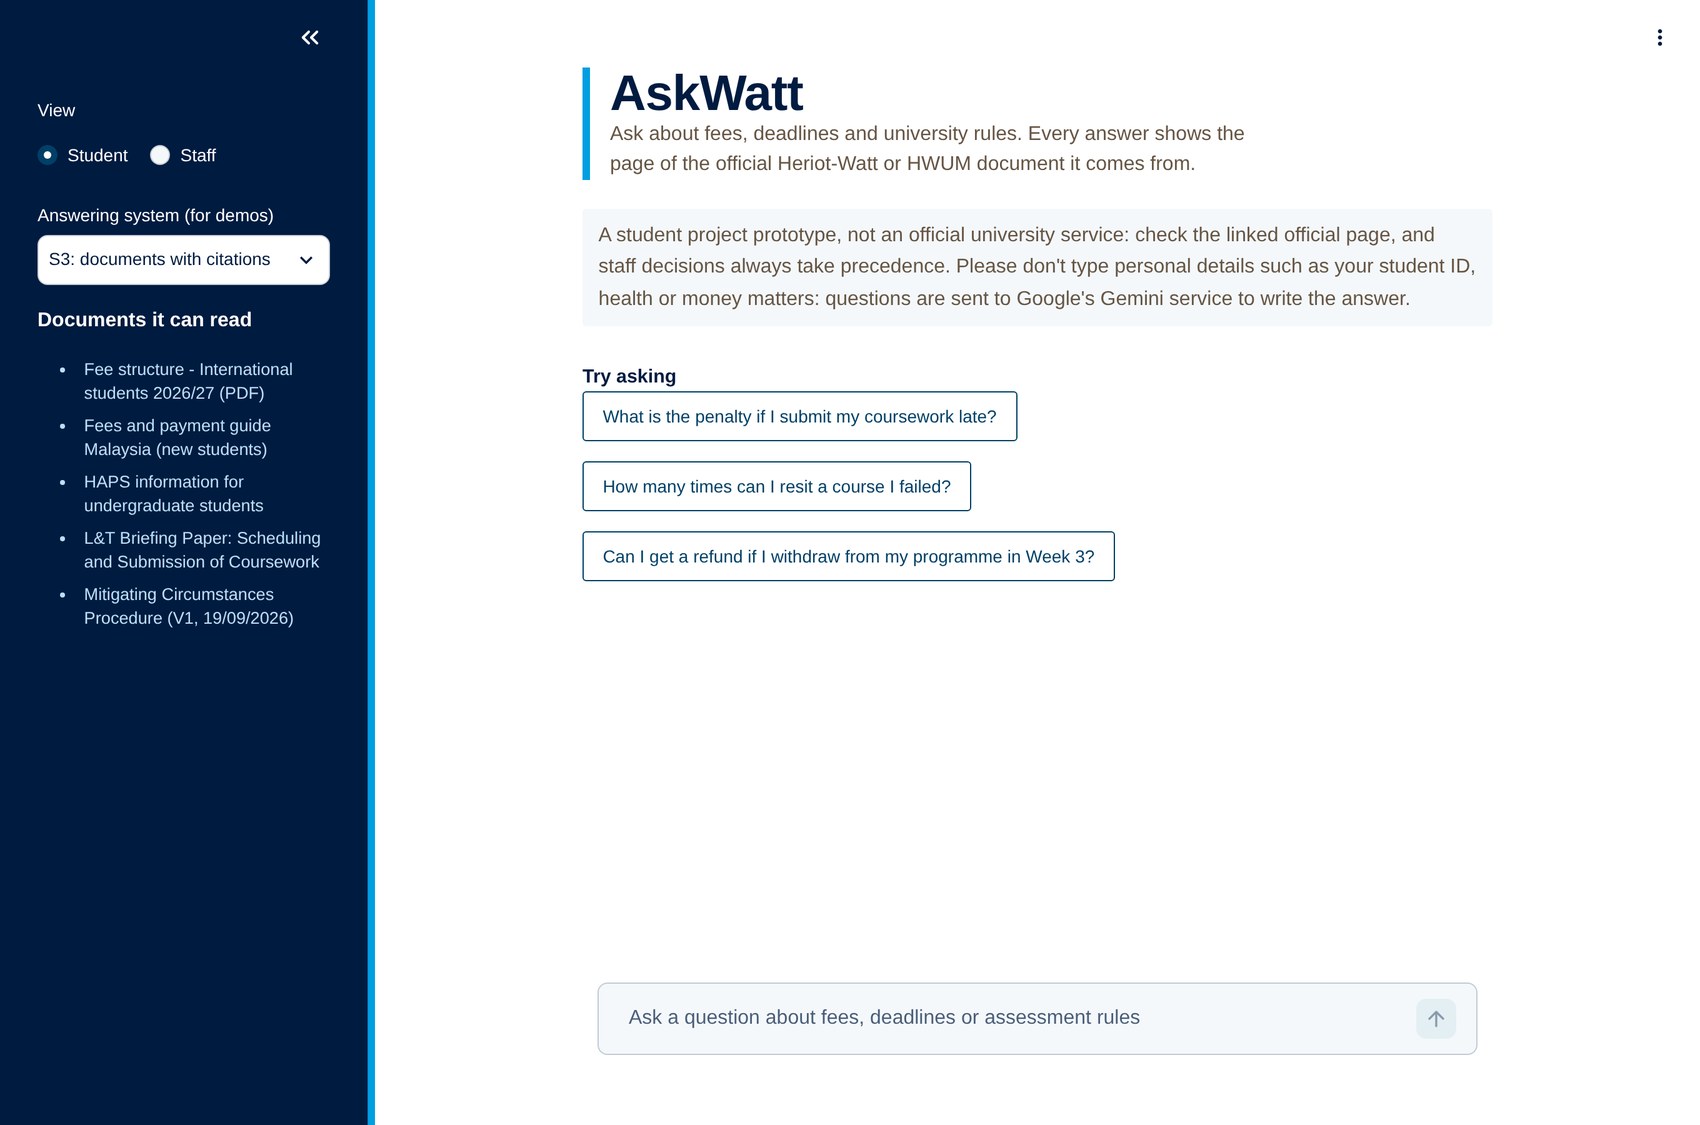 View
Student
Staff
Answering system (for demos)
S3: documents with citations
Documents it can read
Fee structure - International
students 2026/27 (PDF)
Fees and payment guide
Malaysia (new students)
HAPS information for
undergraduate students
L&T Briefing Paper: Scheduling
and Submission of Coursework
Mitigating Circumstances
Procedure (V1, 19/09/2026)
AskWatt
Ask about fees, deadlines and university rules. Every answer shows the
page of the official Heriot-Watt or HWUM document it comes from.
A student project prototype, not an official university service: check the linked official page, and
staff decisions always take precedence. Please don't type personal details such as your student ID,
health or money matters: questions are sent to Google's Gemini service to write the answer.
Try asking
What is the penalty if I submit my coursework late?
How many times can I resit a course I failed?
Can I get a refund if I withdraw from my programme in Week 3?
Ask a question about fees, deadlines or assessment rules